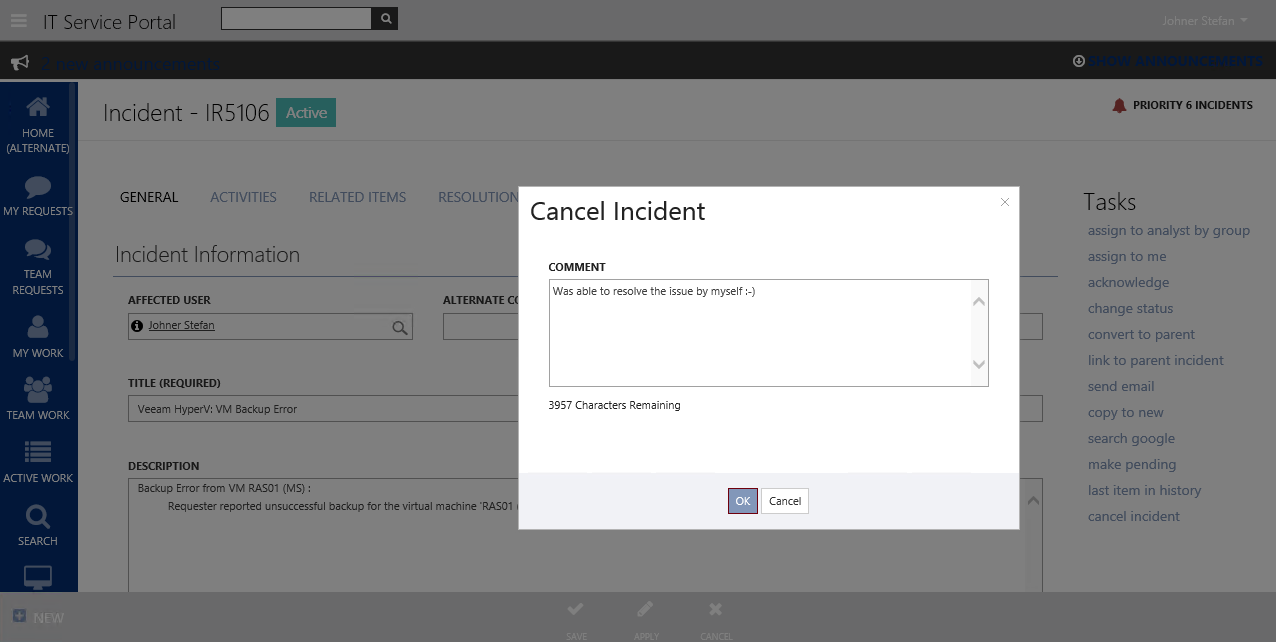 IT Service Portal
Johner Stefan
2 new announcements
SHOW ANNOUNCEMENTS
HOME
(ALTERNATE)
MY REQUESTS
TEAM
REQUESTS
MY WORK
TEAM WORK
ACTIVE WORK
SEARCH
NEW
Incident - IR5106 Active
PRIORITY 6 INCIDENTS
GENERAL ACTIVITIES RELATED ITEMS RESOLUTION
Incident Information
AFFECTED USER ALTERNATE CO
Johner Stefan
TITLE (REQUIRED)
Veeam HyperV: VM Backup Error
DESCRIPTION
Backup Error from VM RAS01 (MS) :
Requester reported unsuccessful backup for the virtual machine 'RAS01 (
Cancel Incident
COMMENT
Was able to resolve the issue by myself :-)
3957 Characters Remaining
OK Cancel
Tasks
assign to analyst by group
assign to me
acknowledge
change status
convert to parent
link to parent incident
send email
copy to new
search google
make pending
last item in history
cancel incident
SAVE APPLY CANCEL